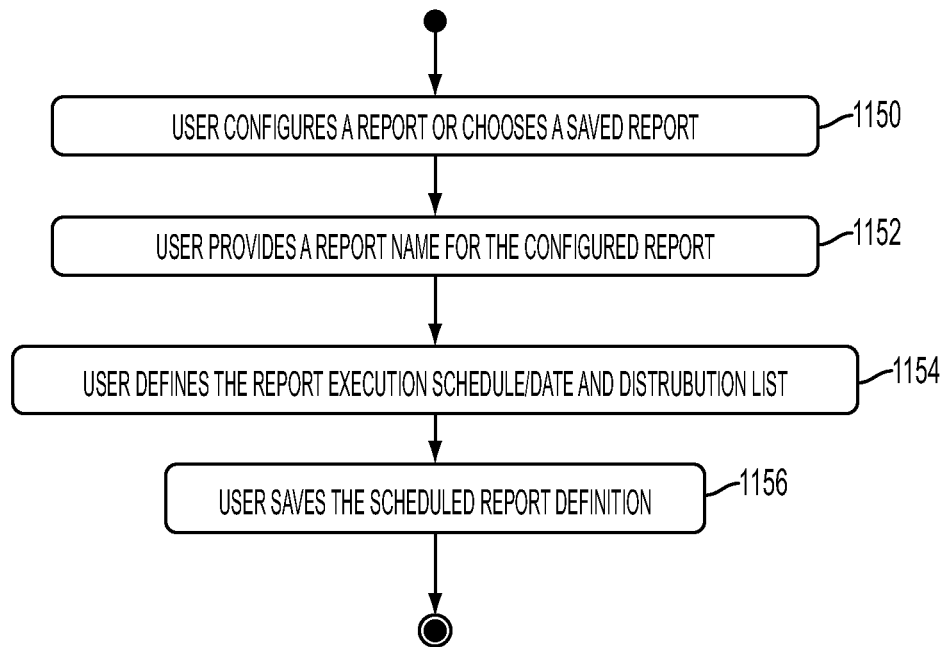 USER CONFIGURES A REPORT OR CHOOSES A SAVED REPORT
1150
USER PROVIDES A REPORT NAME FOR THE CONFIGURED REPORT
1152
USER DEFINES THE REPORT EXECUTION SCHEDULE/DATE AND DISTRUBUTION LIST
1154
USER SAVES THE SCHEDULED REPORT DEFINITION
1156